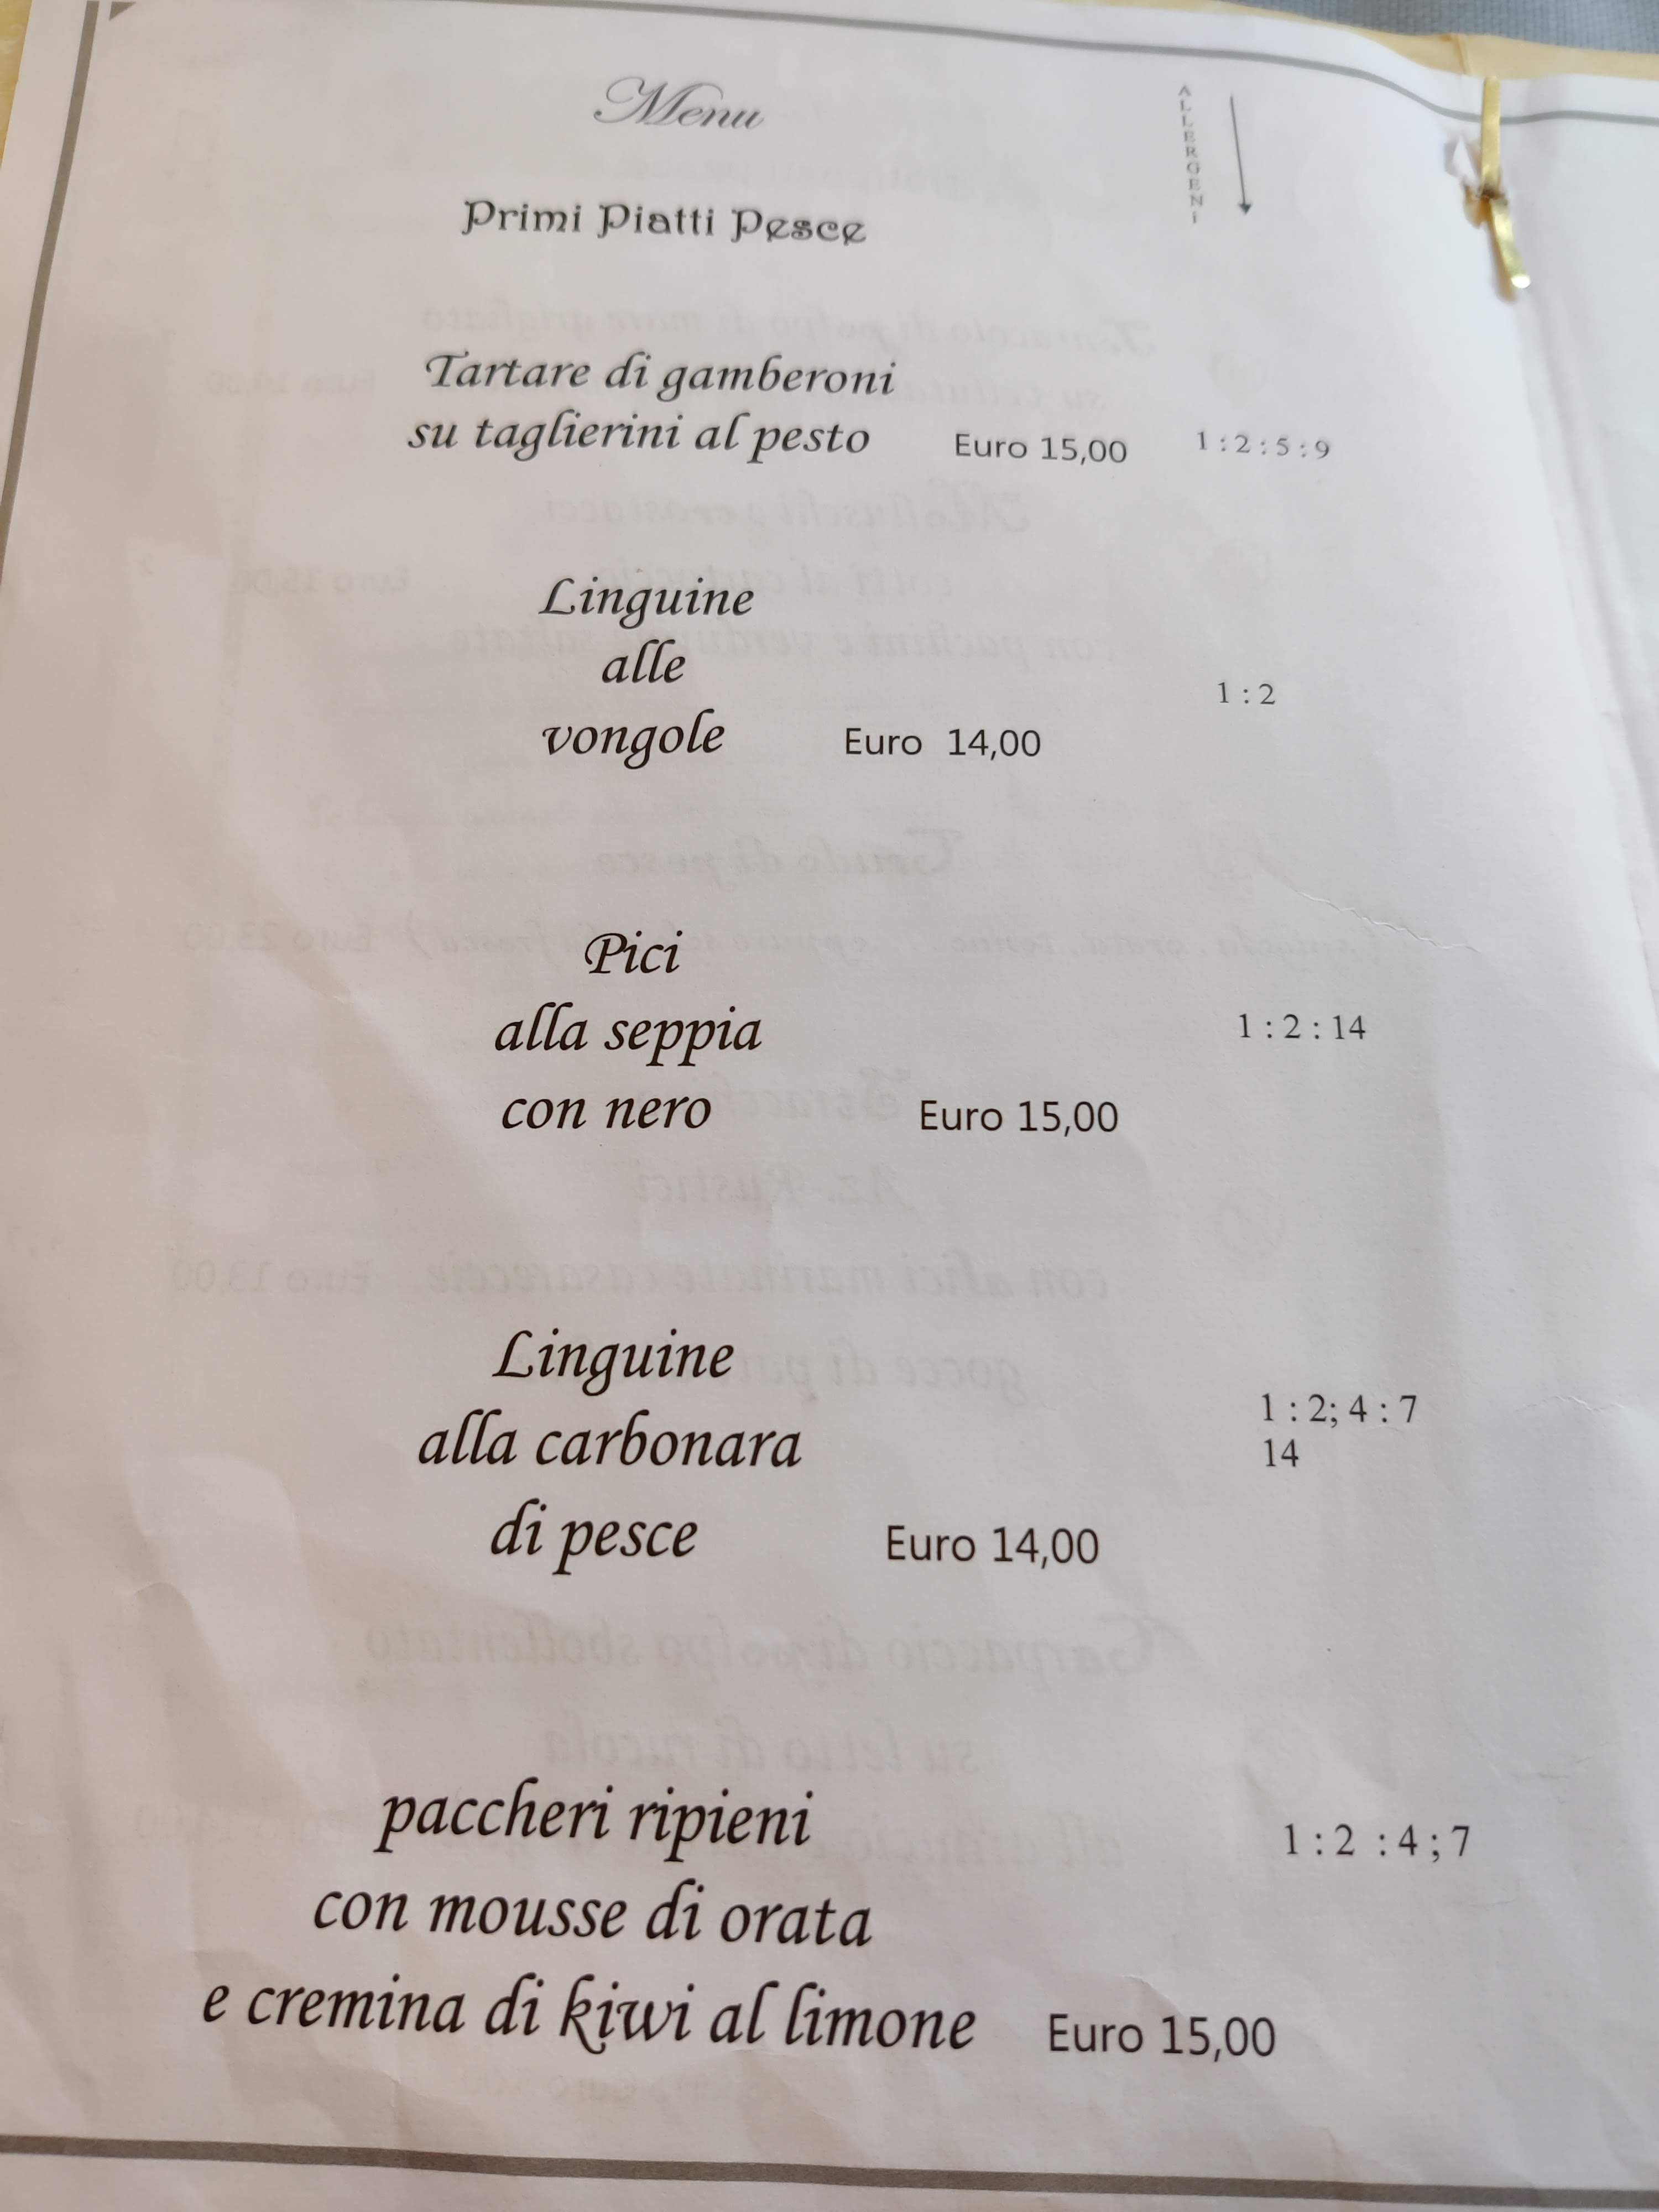 Menu
ALLERGENI
Primi Piatti Pesce
Tartare di gamberoni
su taglierini al pesto Euro 15,00 1 : 2 : 5 : 9
Linguine
alle
1 : 2
vongole Euro 14,00
Pici
alla seppia 1 : 2 : 14
con nero Euro 15,00
Linguine
alla carbonara 1 : 2; 4 : 7
14
di pesce Euro 14,00
paccheri ripieni 1 : 2 : 4 ; 7
con mousse di orata
e cremina di kiwi al limone Euro 15,00